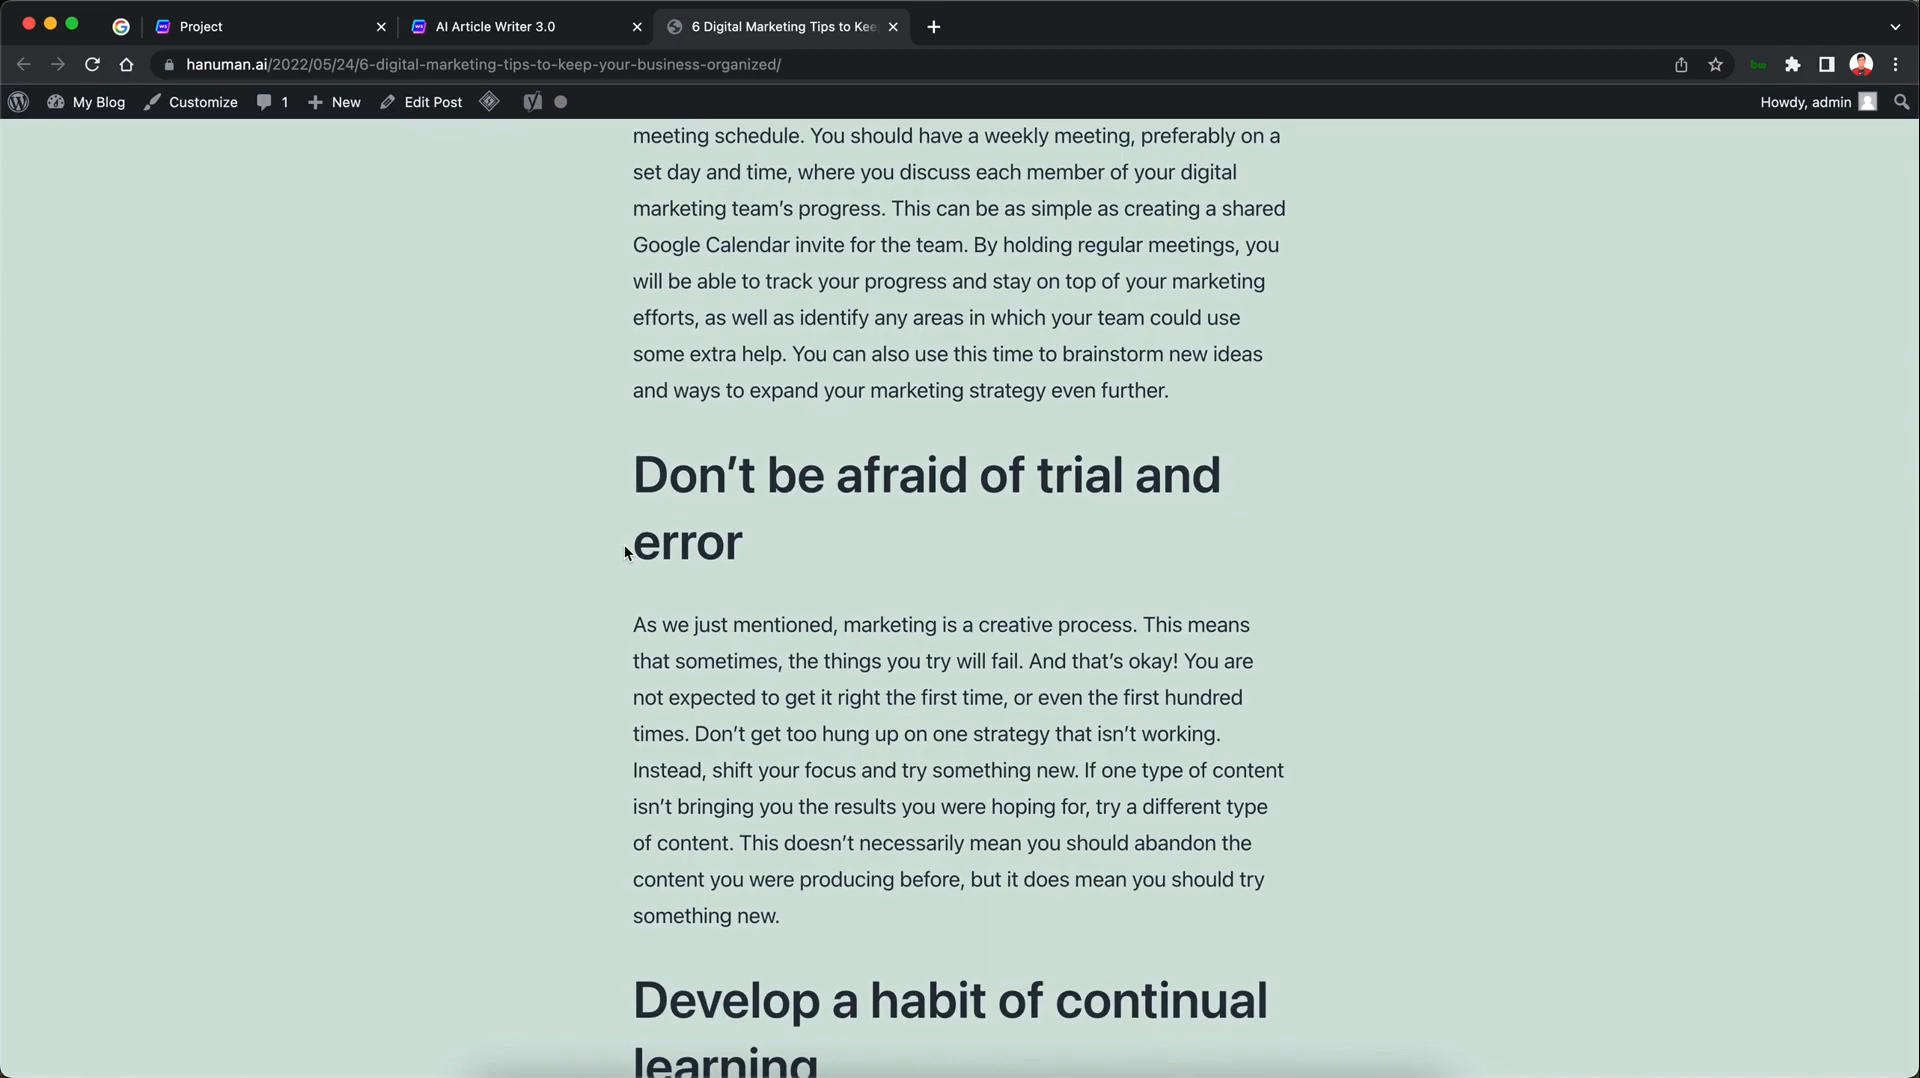 Project
AI Article Writer 3.0
6 Digital Marketing Tips to Kee
hanuman.ai/2022/05/24/6-digital-marketing-tips-to-keep-your-business-organized/
bw
My Blog
Customize
1
New
Edit Post
Howdy, admin
meeting schedule. You should have a weekly meeting, preferably on a
set day and time, where you discuss each member of your digital
marketing team’s progress. This can be as simple as creating a shared
Google Calendar invite for the team. By holding regular meetings, you
will be able to track your progress and stay on top of your marketing
efforts, as well as identify any areas in which your team could use
some extra help. You can also use this time to brainstorm new ideas
and ways to expand your marketing strategy even further.
Don’t be afraid of trial and
error
As we just mentioned, marketing is a creative process. This means
that sometimes, the things you try will fail. And that’s okay! You are
not expected to get it right the first time, or even the first hundred
times. Don’t get too hung up on one strategy that isn’t working.
Instead, shift your focus and try something new. If one type of content
isn’t bringing you the results you were hoping for, try a different type
of content. This doesn’t necessarily mean you should abandon the
content you were producing before, but it does mean you should try
something new.
Develop a habit of continual
learning